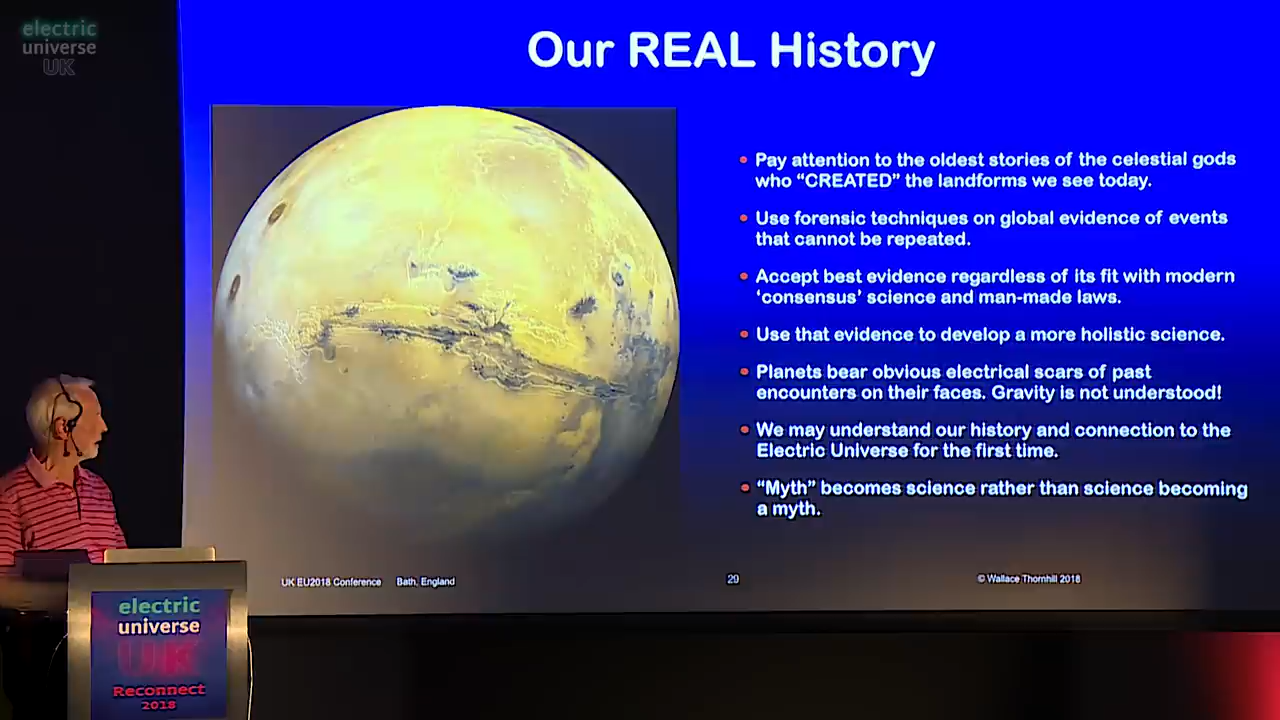 electric
universe
UK
Our REAL History
Pay attention to the oldest stories of the celestial gods
who “CREATED” the landforms we see today.
Use forensic techniques on global evidence of events
that cannot be repeated.
Accept best evidence regardless of its fit with modern
‘consensus’ science and man-made laws.
Use that evidence to develop a more holistic science.
Planets bear obvious electrical scars of past
encounters on their faces. Gravity is not understood!
We may understand our history and connection to the
Electric Universe for the first time.
“Myth” becomes science rather than science becoming
a myth.
UK EU2018 Conference Bath, England
29
© Wallace Thornhill 2018
electric
universe
UK
Reconnect
2018